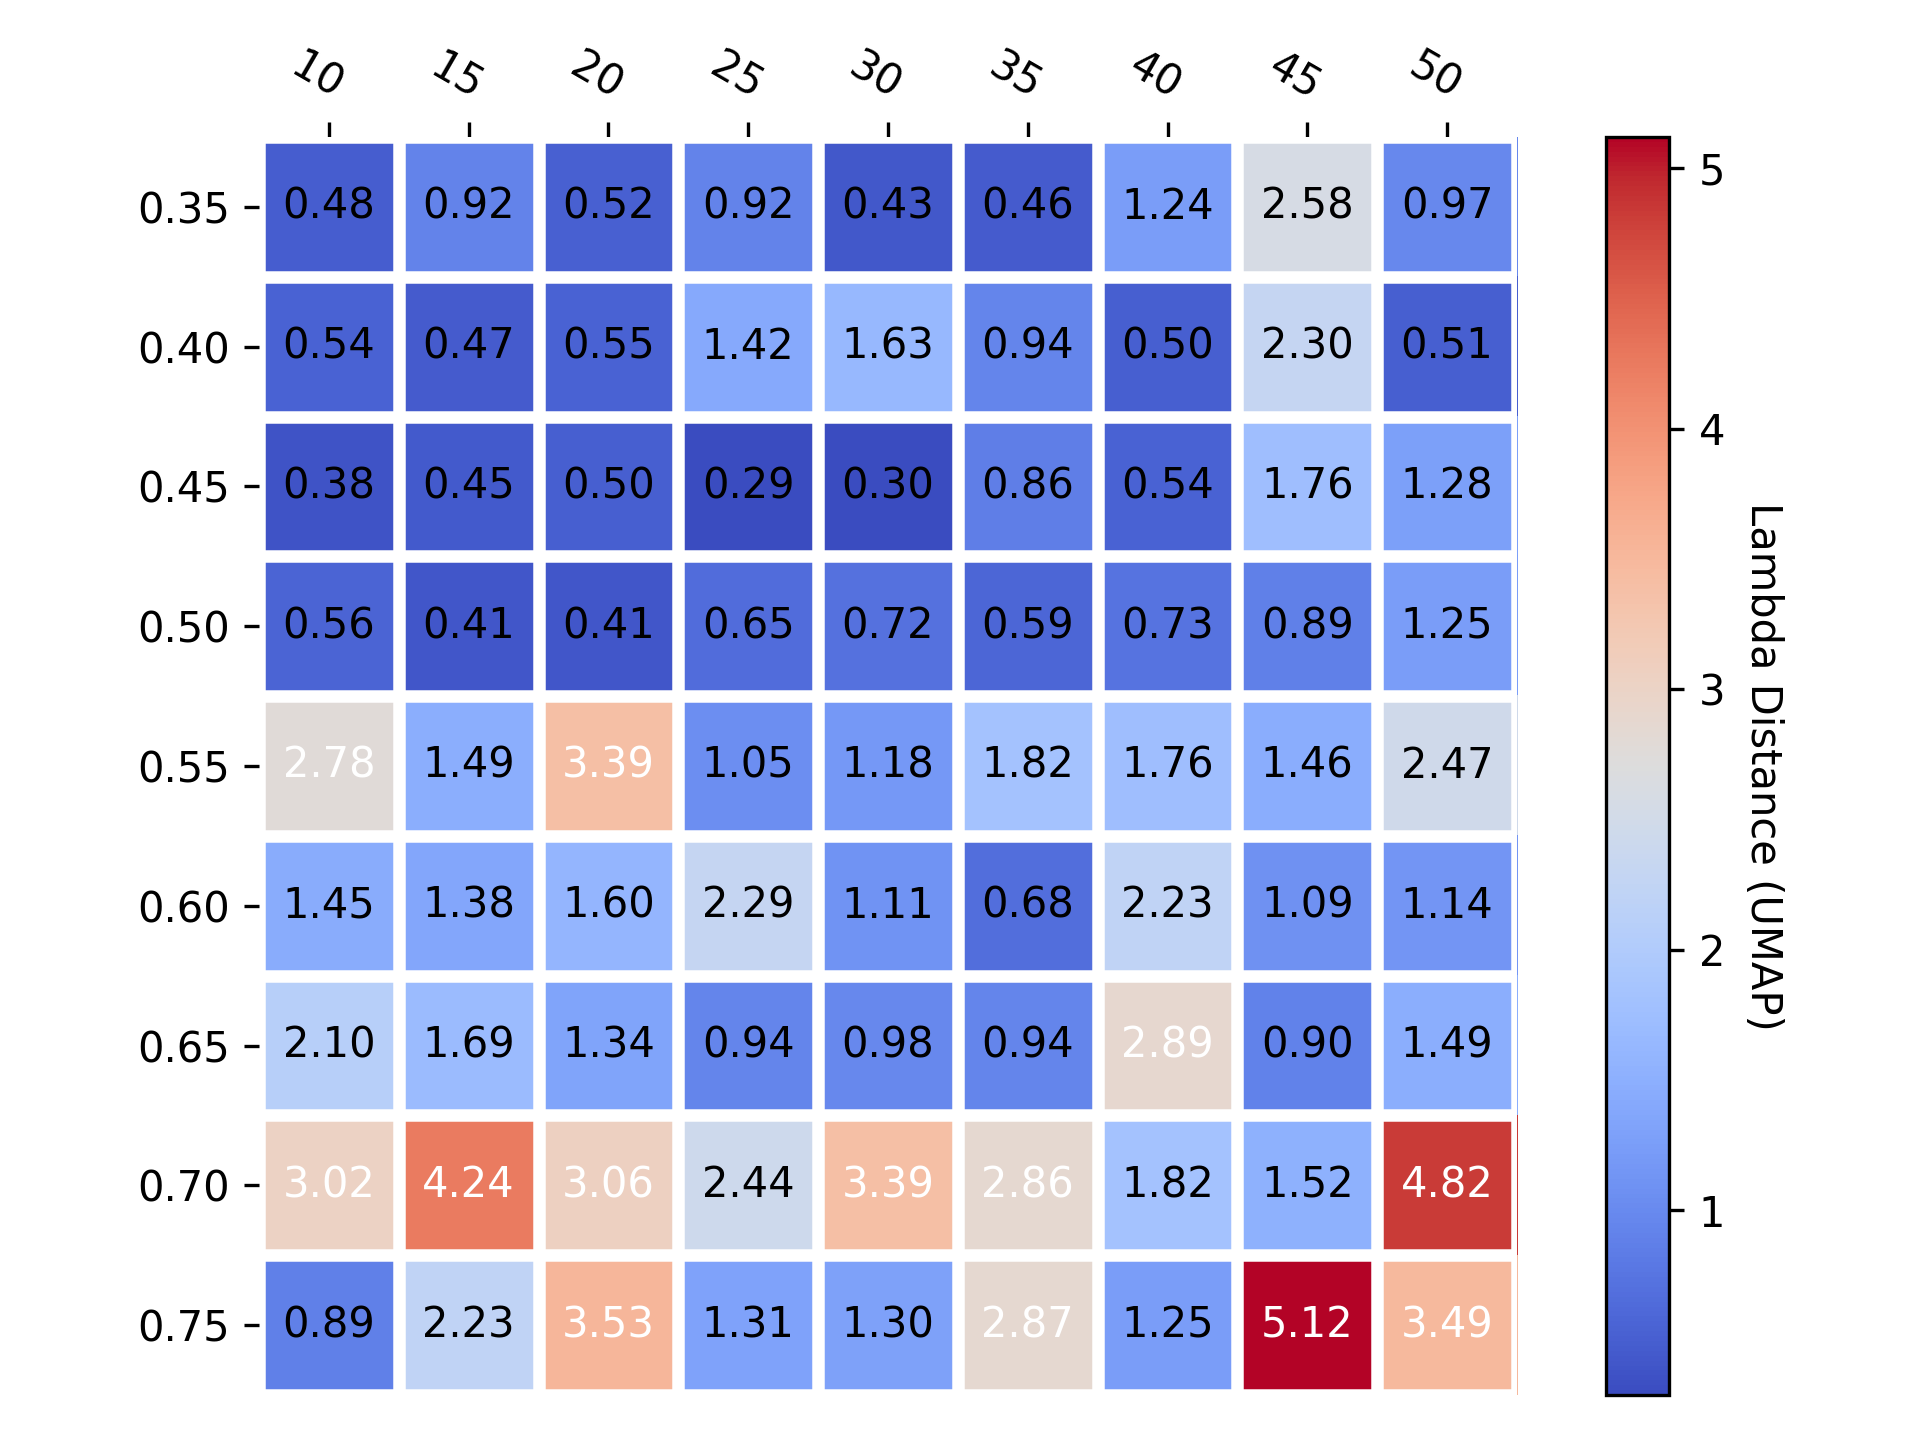 10 15 20 25 30 35 40 45 50
0.35 0.48 0.92 0.52 0.92 0.43 0.46 1.24 2.58 0.97
0.40 0.54 0.47 0.55 1.42 1.63 0.94 0.50 2.30 0.51
0.45 0.38 0.45 0.50 0.29 0.30 0.86 0.54 1.76 1.28
0.50 0.56 0.41 0.41 0.65 0.72 0.59 0.73 0.89 1.25
0.55 2.78 1.49 3.39 1.05 1.18 1.82 1.76 1.46 2.47
0.60 1.45 1.38 1.60 2.29 1.11 0.68 2.23 1.09 1.14
0.65 2.10 1.69 1.34 0.94 0.98 0.94 2.89 0.90 1.49
0.70 3.02 4.24 3.06 2.44 3.39 2.86 1.82 1.52 4.82
0.75 0.89 2.23 3.53 1.31 1.30 2.87 1.25 5.12 3.49
5
4
3
2
1
Lambda Distance (UMAP)